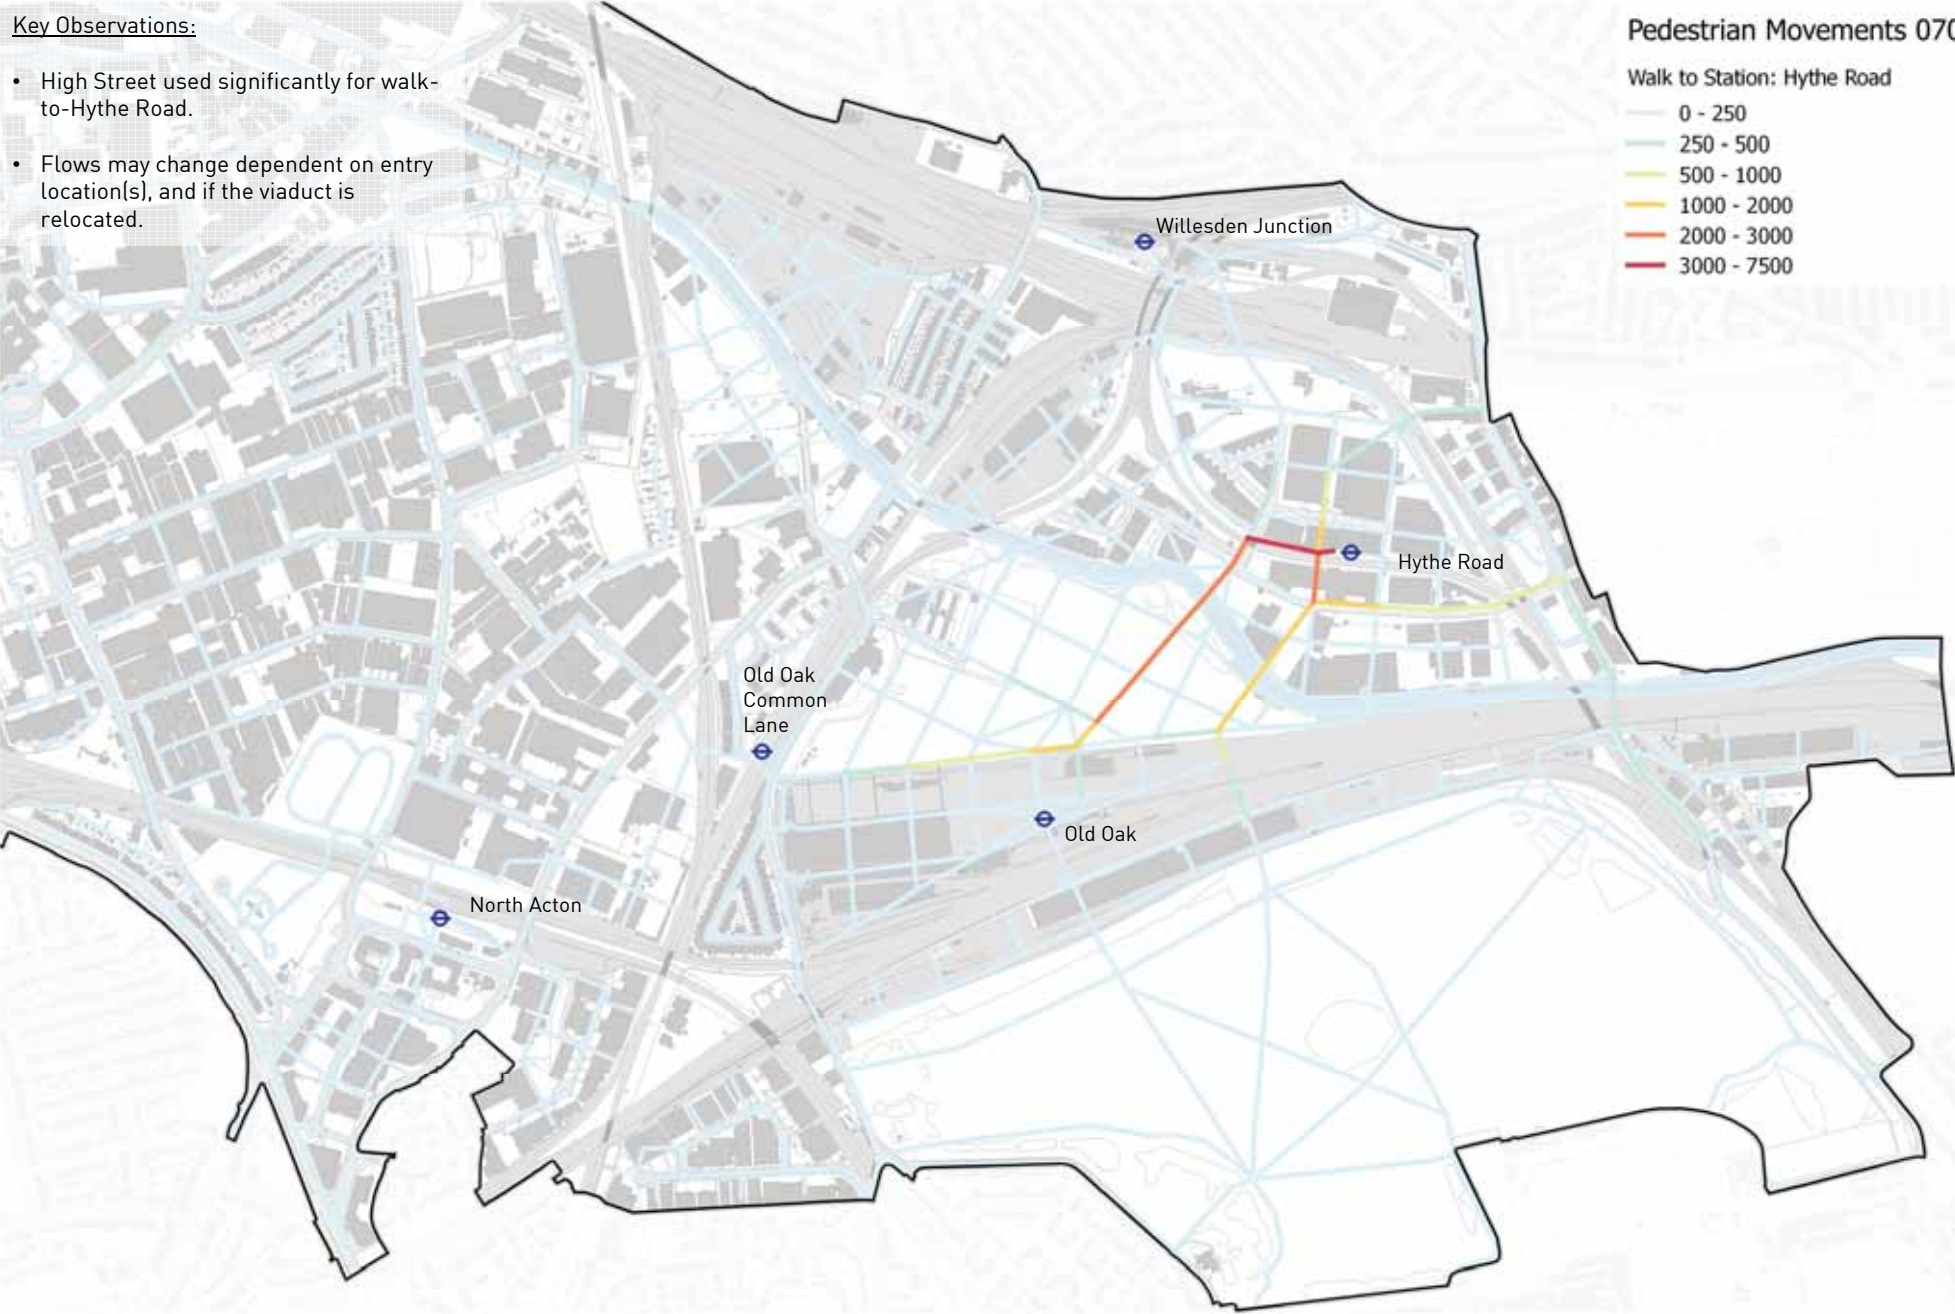 Key Observations:
• High Street used significantly for walk-
to-Hythe Road.
• Flows may change dependent on entry
location(s), and if the viaduct is
relocated.
Pedestrian Movements 070
Walk to Station: Hythe Road
0 - 250
250 - 500
500 - 1000
1000 - 2000
2000 - 3000
3000 - 7500
Willesden Junction
Hythe Road
Old Oak
Common
Lane
Old Oak
North Acton